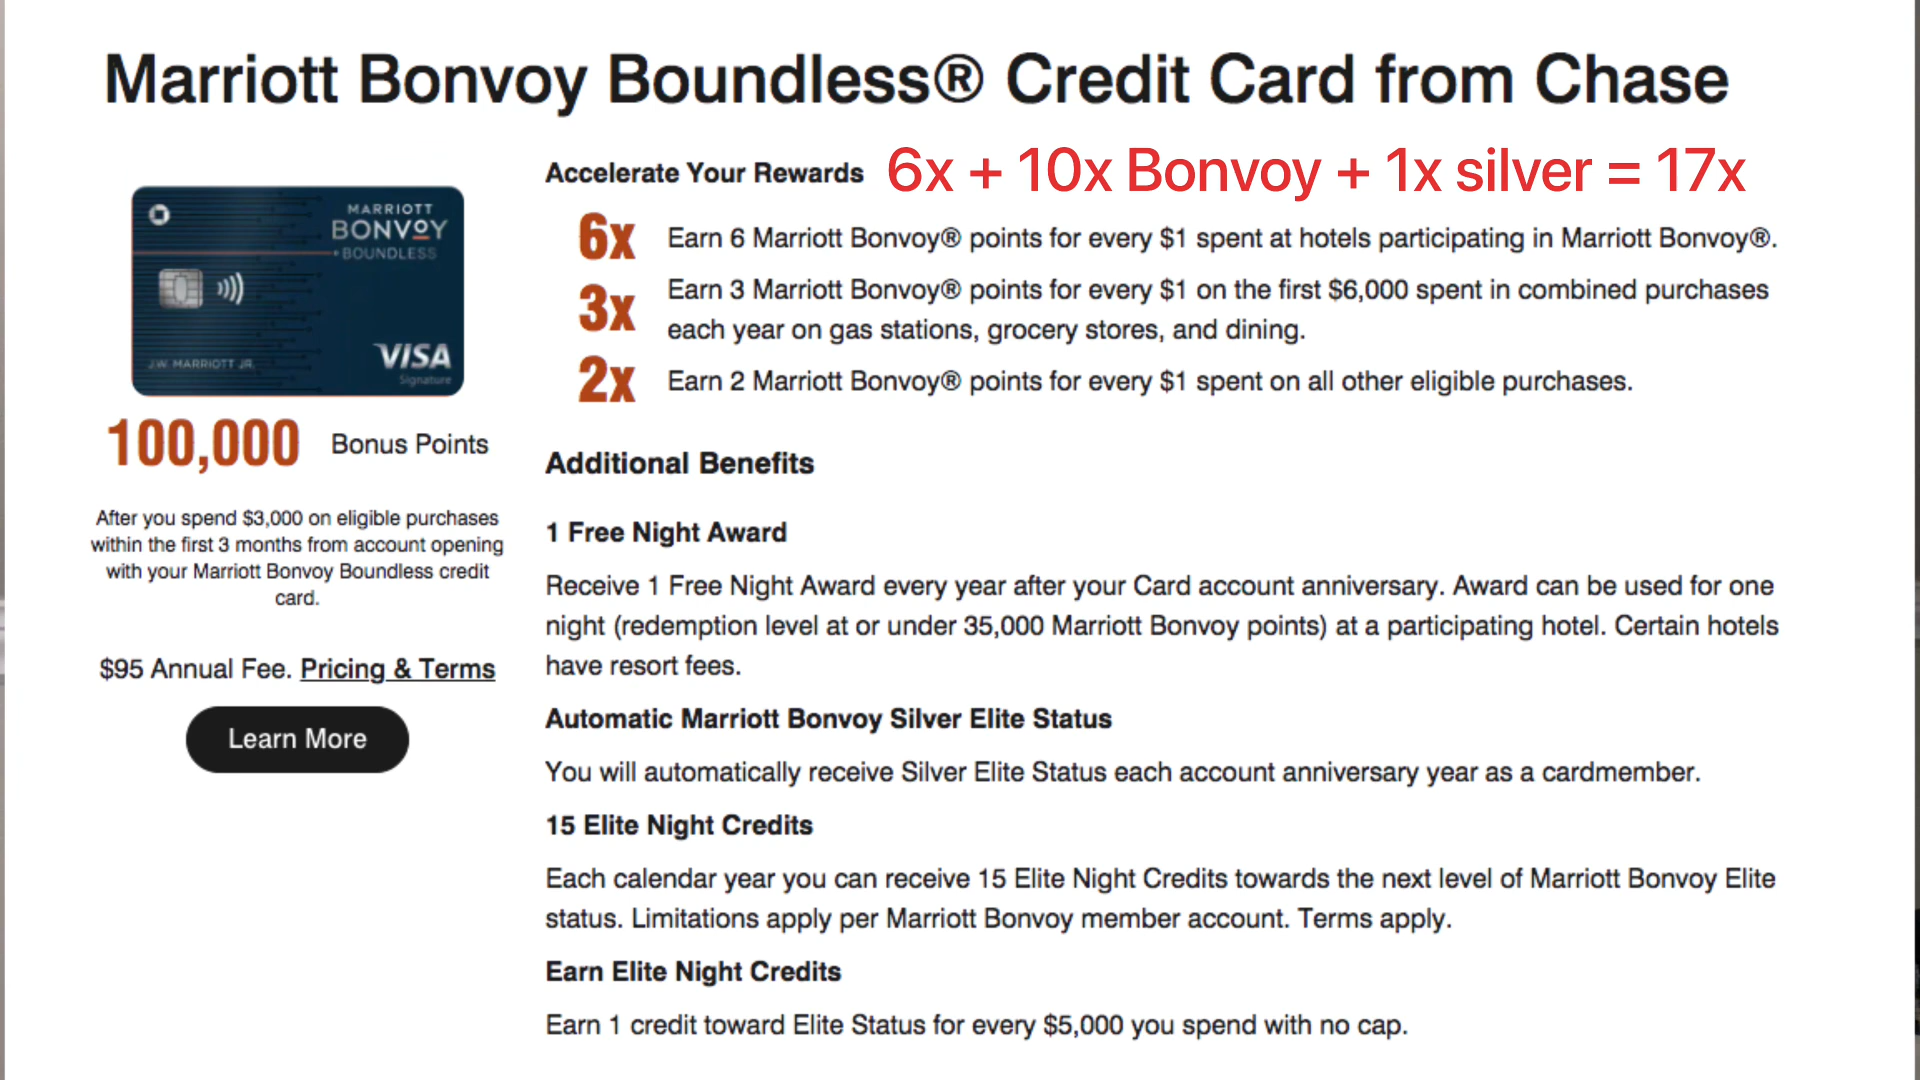 Marriott Bonvoy Boundless® Credit Card from Chase
Accelerate Your Rewards 6x + 10x Bonvoy + 1x silver = 17x
MARRIOTT
BONVOY
BOUNDLESS
J.W. MARRIOTT JR.
VISA
Signature
100,000 Bonus Points
After you spend $3,000 on eligible purchases
within the first 3 months from account opening
with your Marriott Bonvoy Boundless credit
card.
$95 Annual Fee. Pricing & Terms
Learn More
6x Earn 6 Marriott Bonvoy® points for every $1 spent at hotels participating in Marriott Bonvoy®.
3x Earn 3 Marriott Bonvoy® points for every $1 on the first $6,000 spent in combined purchases
each year on gas stations, grocery stores, and dining.
2x Earn 2 Marriott Bonvoy® points for every $1 spent on all other eligible purchases.
Additional Benefits
1 Free Night Award
Receive 1 Free Night Award every year after your Card account anniversary. Award can be used for one
night (redemption level at or under 35,000 Marriott Bonvoy points) at a participating hotel. Certain hotels
have resort fees.
Automatic Marriott Bonvoy Silver Elite Status
You will automatically receive Silver Elite Status each account anniversary year as a cardmember.
15 Elite Night Credits
Each calendar year you can receive 15 Elite Night Credits towards the next level of Marriott Bonvoy Elite
status. Limitations apply per Marriott Bonvoy member account. Terms apply.
Earn Elite Night Credits
Earn 1 credit toward Elite Status for every $5,000 you spend with no cap.